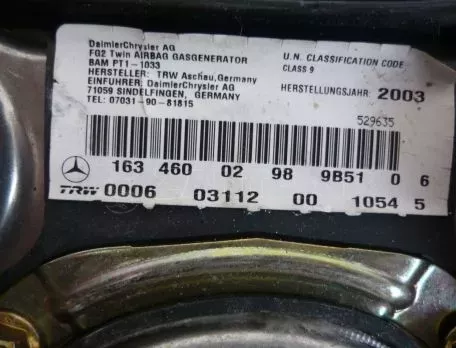 DaimlerChrysler AG
FG2 Twin AIRBAG GASGENERATOR
BAM PT1-1033
HERSTELLER: TRW Aschau,Germany
EINFUHRER: DaimlerChrysler AG
71059 SINDELFINGEN, GERMANY
TEL: 07031-90-81815
U.N. CLASSIFICATION CODE
CLASS 9
HERSTELLUNGSJAHR: 2003
529635
163 460 02 98 9851 0 6
TRW 0006 03112 00 1054 5